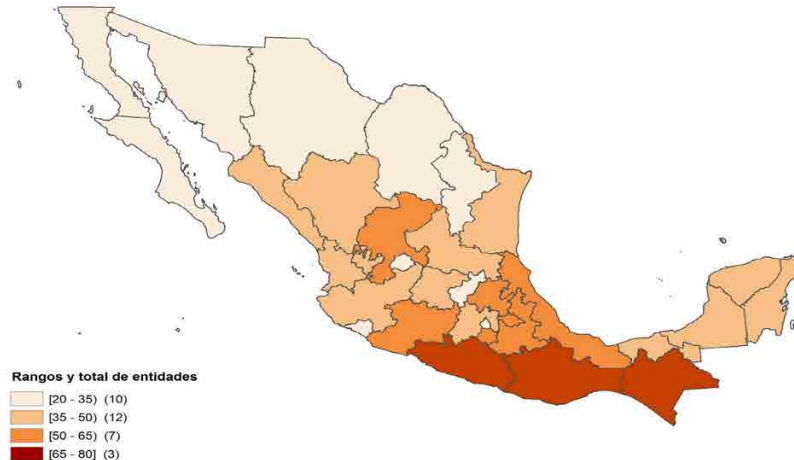 Rangos y total de entidades
[20 - 35) (10)
[35 - 50) (12)
[50 - 65) (7)
[65 - 80] (3)